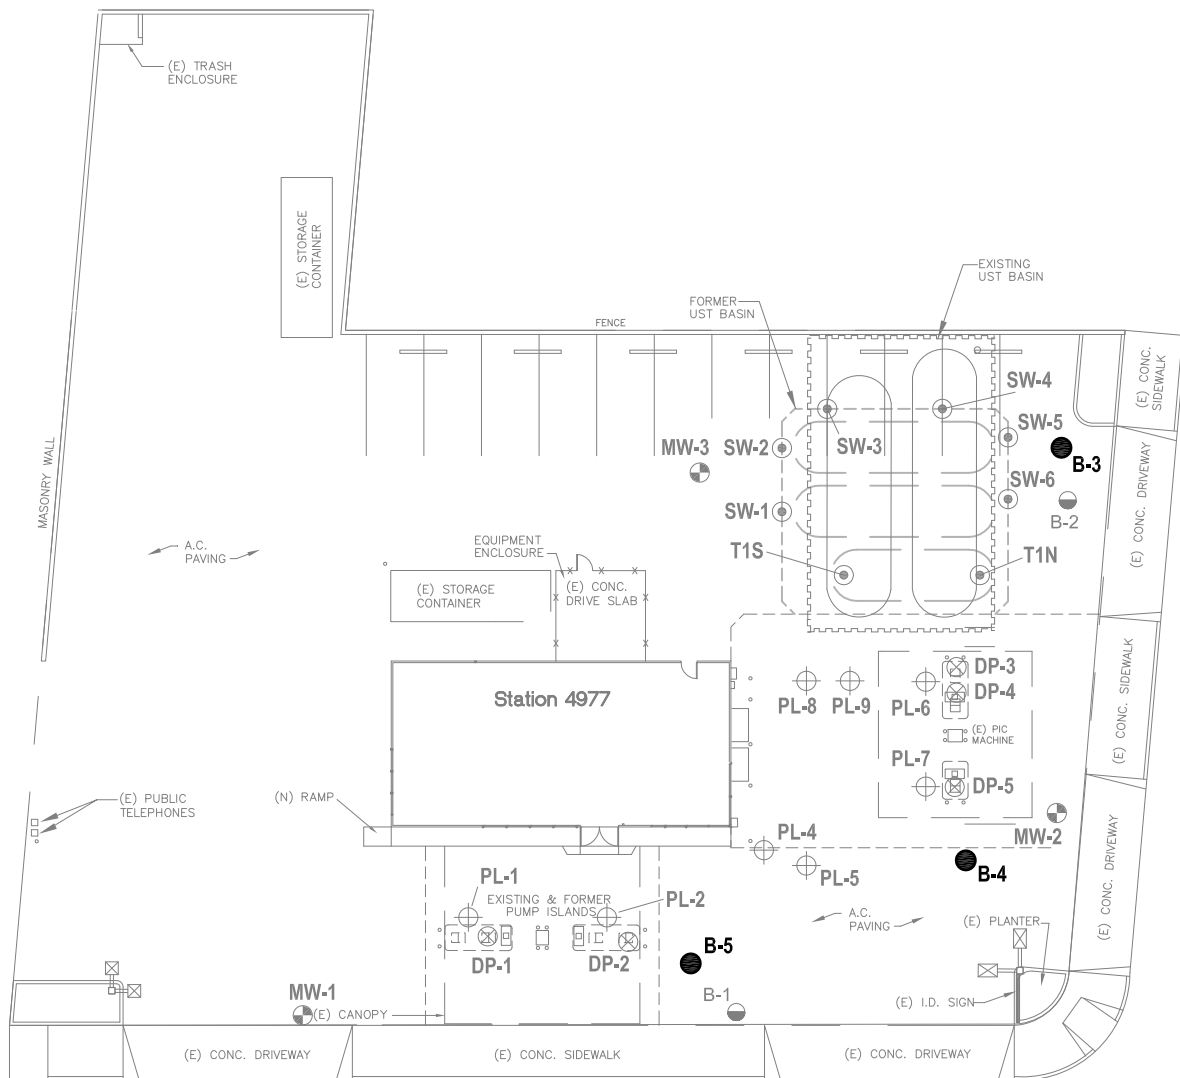 (E) TRASH
ENCLOSURE
(E) STORAGE
CONTAINER
EXISTING
UST BASIN
FORMER
UST BASIN
FENCE
(E) CONC.
SIDEWALK
SW-4
SW-5
SW-3
SW-2
MW-3
B-3
SW-6
B-2
SW-1
(E) CONC. DRIVEWAY
MASONRY WALL
A.C.
PAVING
EQUIPMENT
ENCLOSURE
T1S
T1N
(E) STORAGE
CONTAINER
(E) CONC.
DRIVE SLAB
Station 4977
DP-3
DP-4
PL-8
PL-9
PL-6
(E) PIC
MACHINE
(E) CONC. SIDEWALK
PL-7
DP-5
(E) PUBLIC
TELEPHONES
(N) RAMP
MW-2
PL-4
PL-5
B-4
PL-1
EXISTING & FORMER
PUMP ISLANDS
PL-2
A.C.
PAVING
(E) PLANTER
(E) CONC. DRIVEWAY
B-5
DP-1
DP-2
MW-1
(E) CANOPY
B-1
(E) I.D. SIGN
(E) CONC. DRIVEWAY
(E) CONC. SIDEWALK
(E) CONC. DRIVEWAY